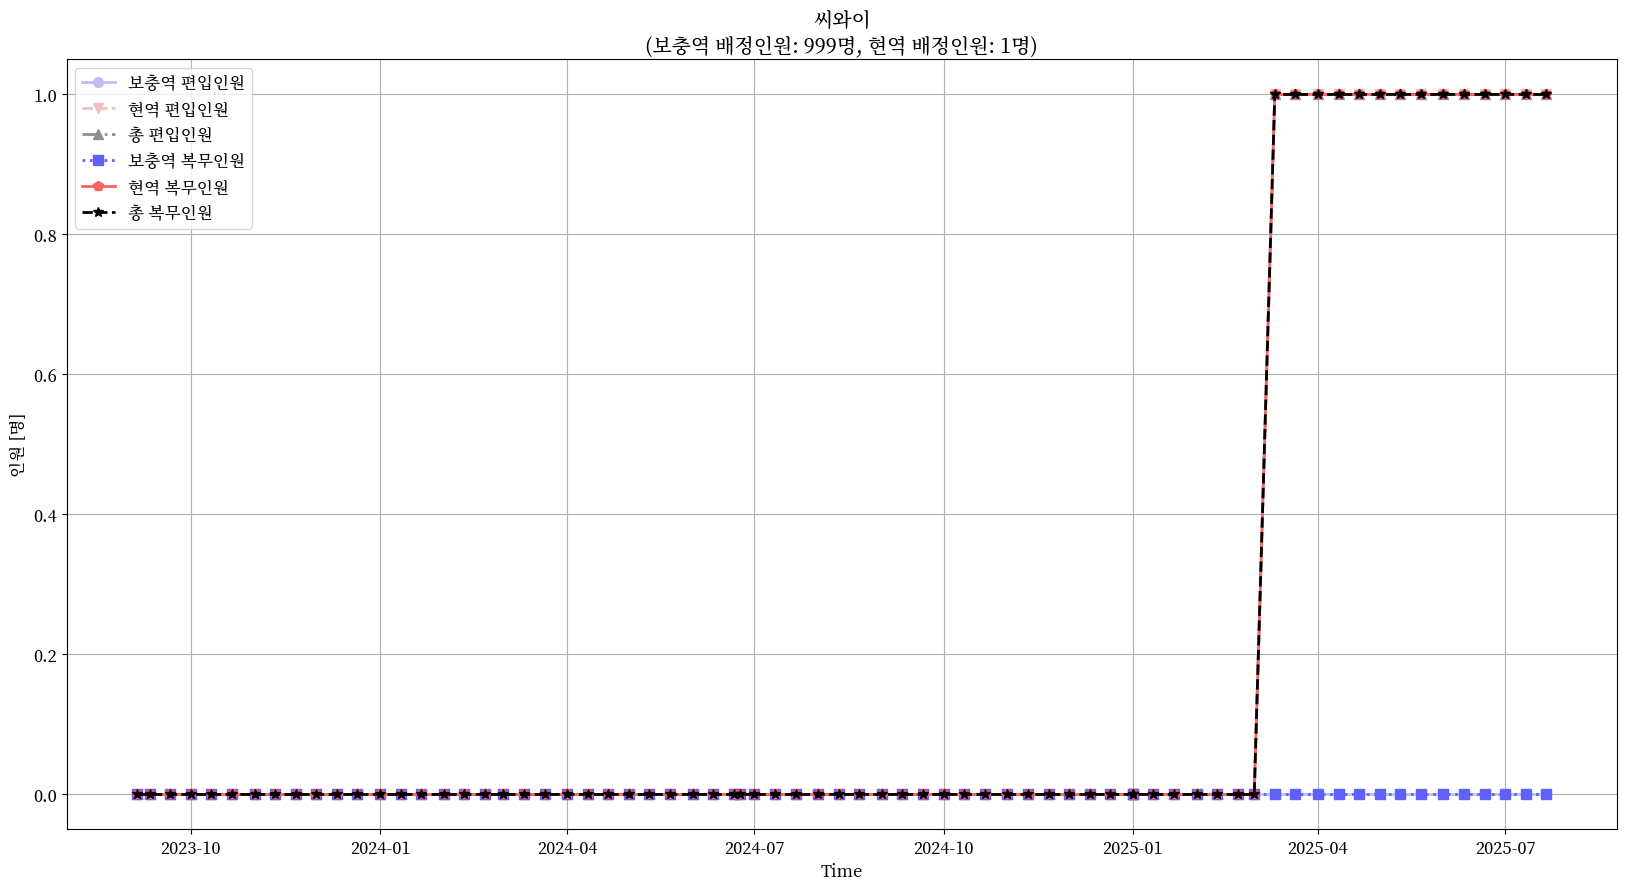 씨와이
(보충역 배정인원: 999명, 현역 배정인원: 1명)
보충역 편입인원
현역 편입인원
총 편입인원
보충역 복무인원
현역 복무인원
총 복무인원
1.0
0.8
0.6
0.4
0.2
0.0
인원 [명]
2023-10
2024-01
2024-04
2024-07
2024-10
2025-01
2025-04
2025-07
Time